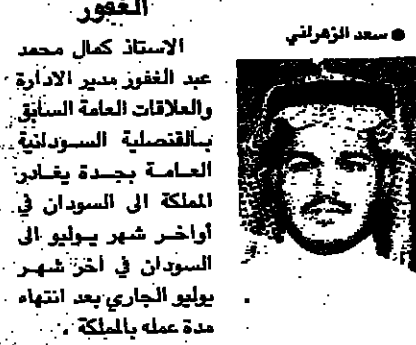 الغفور
الاستاذ كمال محمد
عبد الغفور مدير الادارة
والعلاقات العامة السابق
بالقنصلية السودانية
العامة بجدة يغادر
المملكة الى السودان في
أواخر شهر يوليو الى
السودان في آخر شهر
يوليو الجاري بعد انتهاء
مدة عمله بالمملكة .
● سعد الزهراني